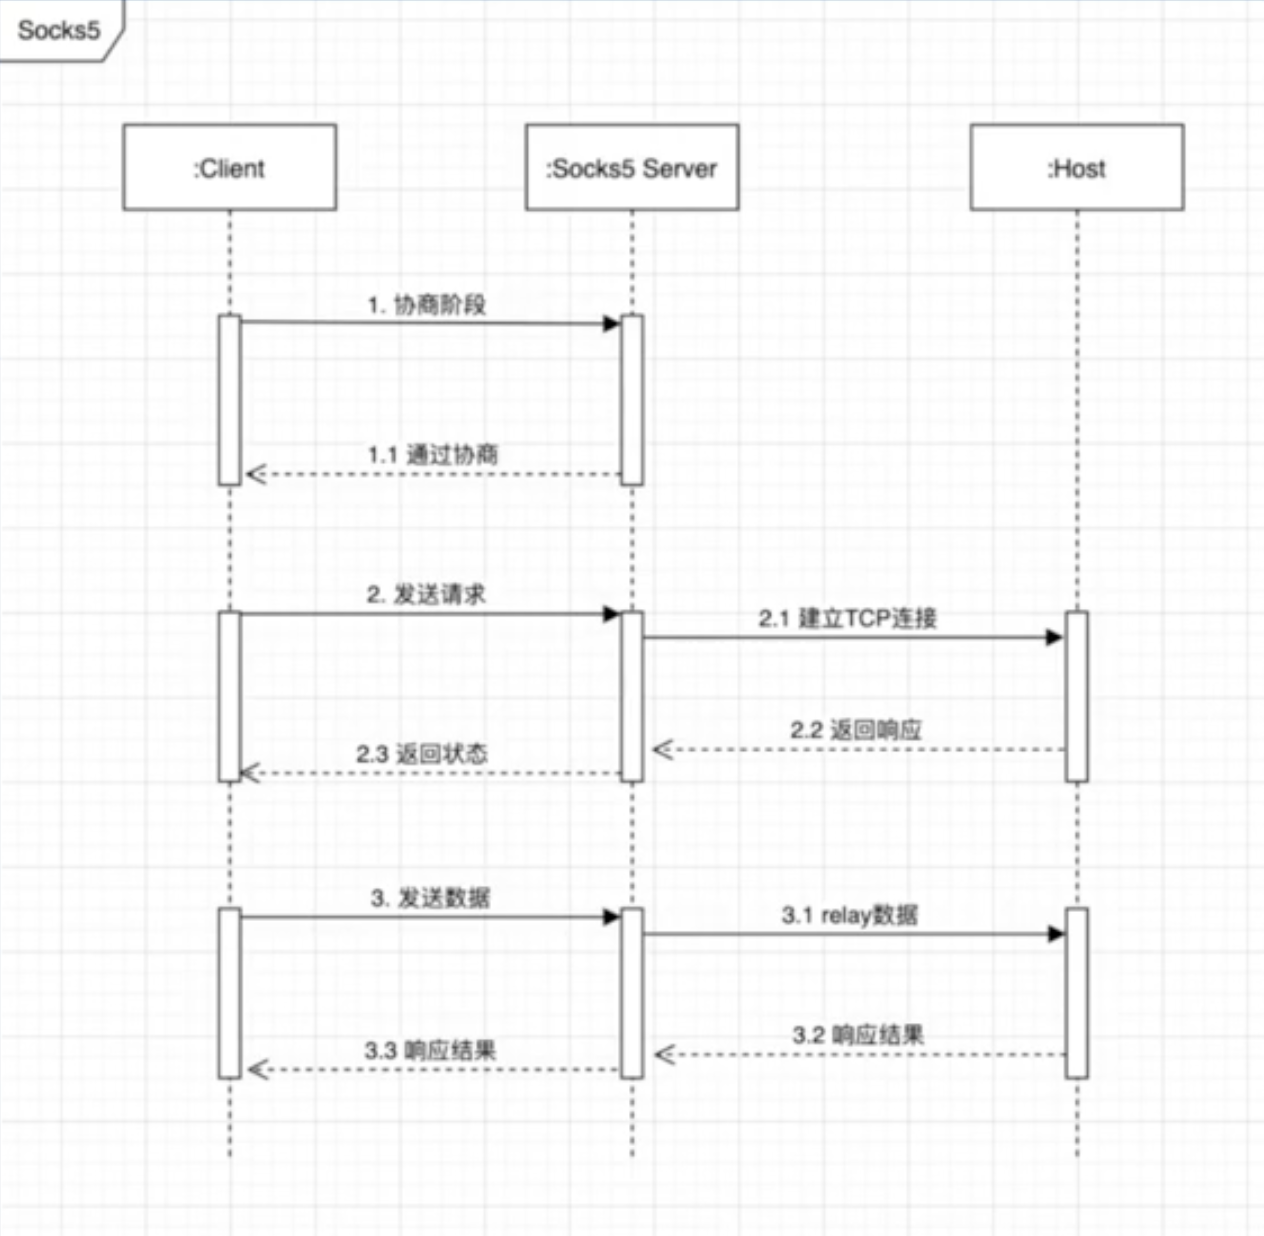 Socks5
:Client
:Socks5 Server
:Host
1. 协商阶段
1.1 通过协商
2. 发送请求
2.1 建立TCP连接
2.2 返回响应
2.3 返回状态
3. 发送数据
3.1 relay数据
3.2 响应结果
3.3 响应结果